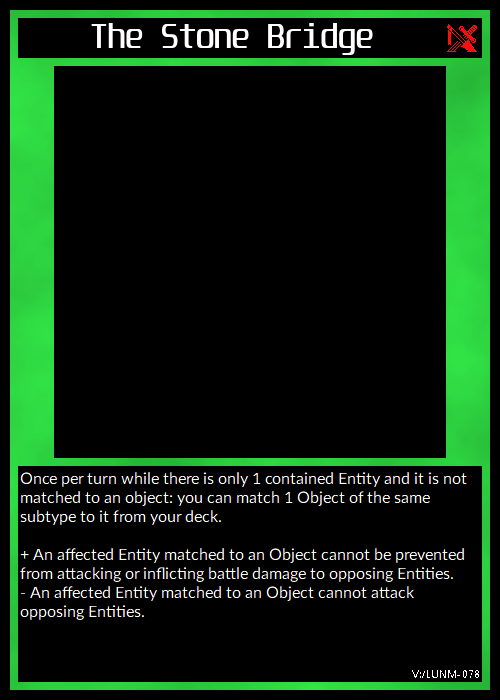 The Stone Bridge
Once per turn while there is only 1 contained Entity and it is not
matched to an object: you can match 1 Object of the same
subtype to it from your deck.
+ An affected Entity matched to an Object cannot be prevented
from attacking or inflicting battle damage to opposing Entities.
- An affected Entity matched to an Object cannot attack
opposing Entities.
V:/LUNM-078